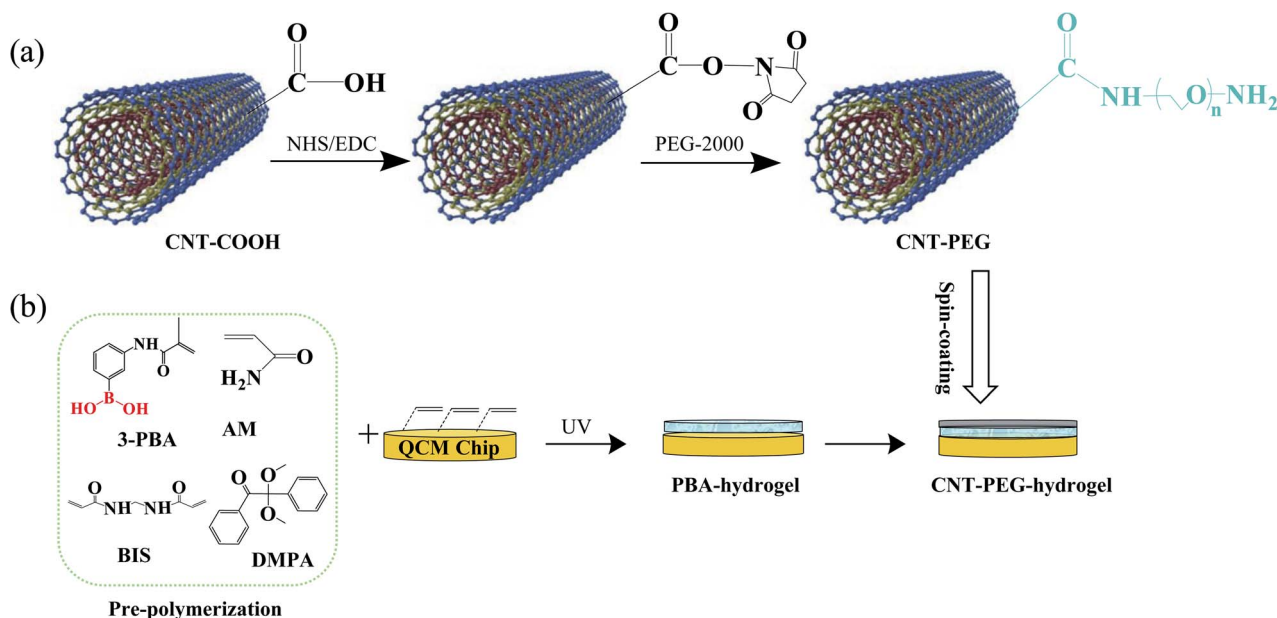 (a)
O
C
OH
NHS/EDC
CNT-COOH
O
C
O
N
O
O
PEG-2000
O
C
NH
O
n
NH₂
CNT-PEG
Spin-coating
(b)
NH
O
B
HO
OH
3-PBA
O
H₂N
AM
O
NH
NH
O
BIS
O
O
O
DMPA
Pre-polymerization
+
QCM Chip
UV
PBA-hydrogel
CNT-PEG-hydrogel